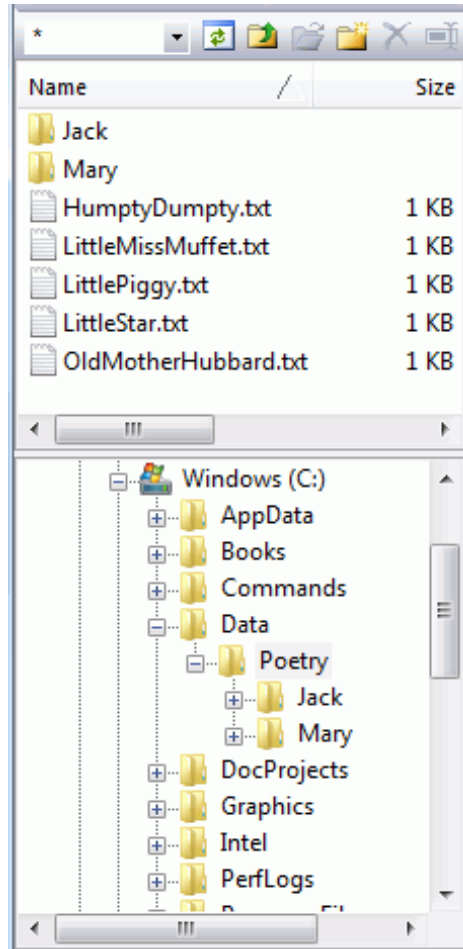 *
Name Size
Jack
Mary
HumptyDumpty.txt 1 KB
LittleMissMuffet.txt 1 KB
LittlePiggy.txt 1 KB
LittleStar.txt 1 KB
OldMotherHubbard.txt 1 KB
Windows (C:)
AppData
Books
Commands
Data
Poetry
Jack
Mary
DocProjects
Graphics
Intel
PerfLogs